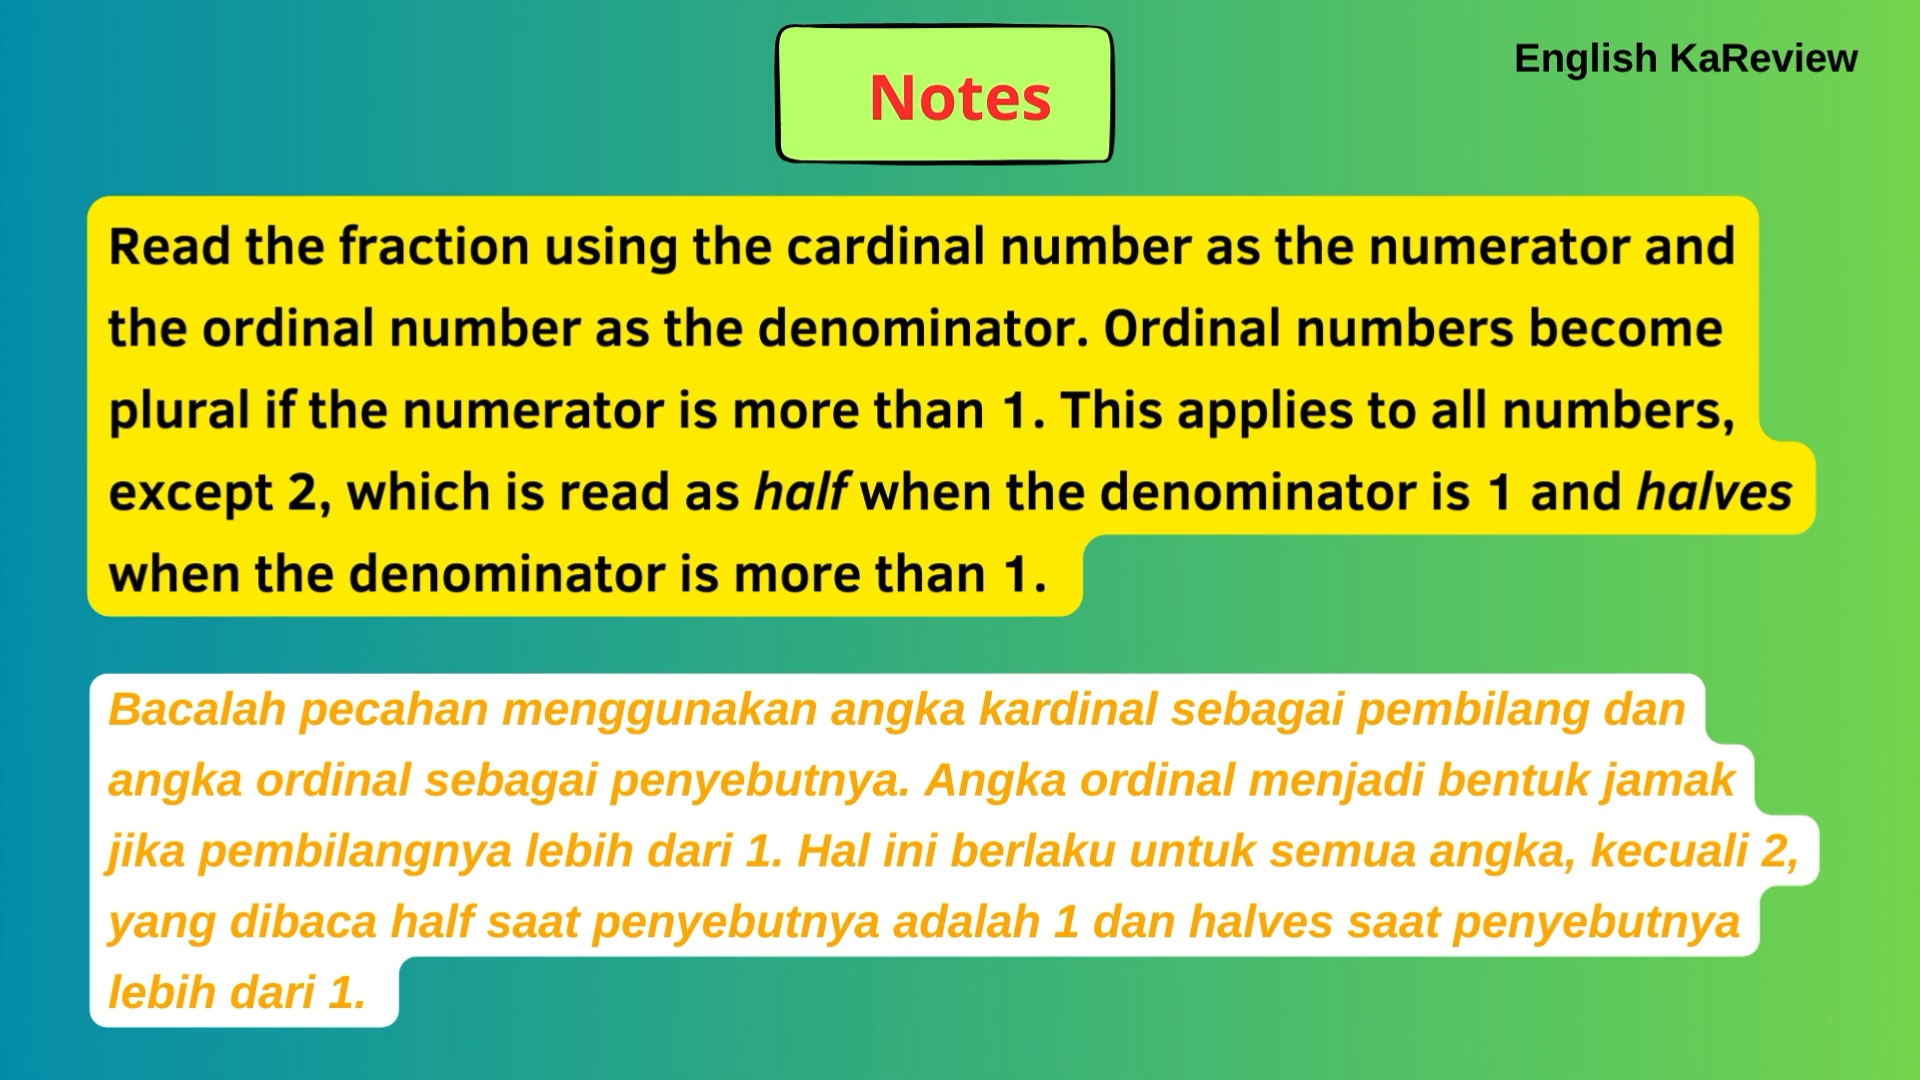 Notes
English KaReview
Read the fraction using the cardinal number as the numerator and
the ordinal number as the denominator. Ordinal numbers become
plural if the numerator is more than 1. This applies to all numbers,
except 2, which is read as half when the denominator is 1 and halves
when the denominator is more than 1.
Bacalah pecahan menggunakan angka kardinal sebagai pembilang dan
angka ordinal sebagai penyebutnya. Angka ordinal menjadi bentuk jamak
jika pembilangnya lebih dari 1. Hal ini berlaku untuk semua angka, kecuali 2,
yang dibaca half saat penyebutnya adalah 1 dan halves saat penyebutnya
lebih dari 1.